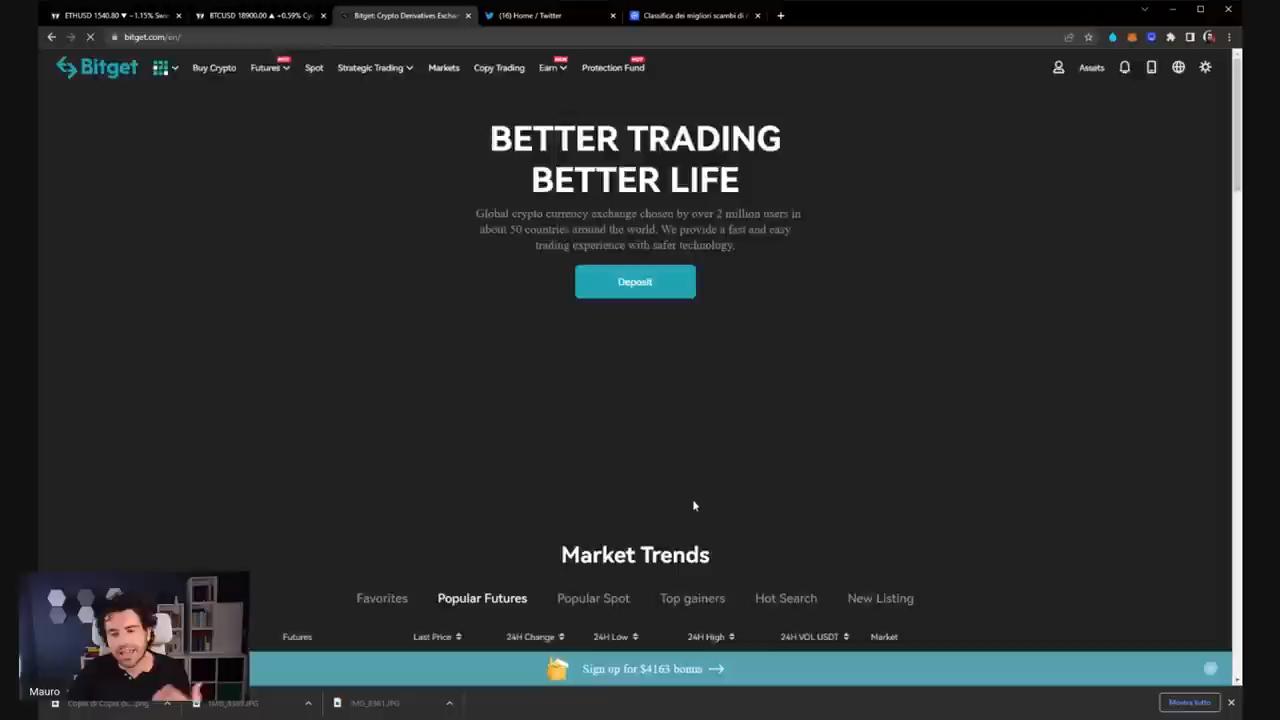 ETHUSD 1540.80 ▼ −1.15%
BTCUSD 18900.00 ▲ +0.59%
Bitget: Crypto Derivatives Excha
(16) Home / Twitter
Classifica dei migliori scambi di
bitget.com/en/
Bitget
Buy Crypto
Futures
HOT
Spot
Strategic Trading
Markets
Copy Trading
Earn
NEW
Protection Fund
HOT
Assets
BETTER TRADING
BETTER LIFE
Global crypto currency exchange chosen by over 2 million users in
about 50 countries around the world. We provide a fast and easy
trading experience with safer technology.
Deposit
Market Trends
Favorites Popular Futures Popular Spot Top gainers Hot Search New Listing
Futures Last Price 24H Change 24H Low 24H High 24H VOL USDT Market
Sign up for $4163 bonus →
Mauro
Mostra tutto